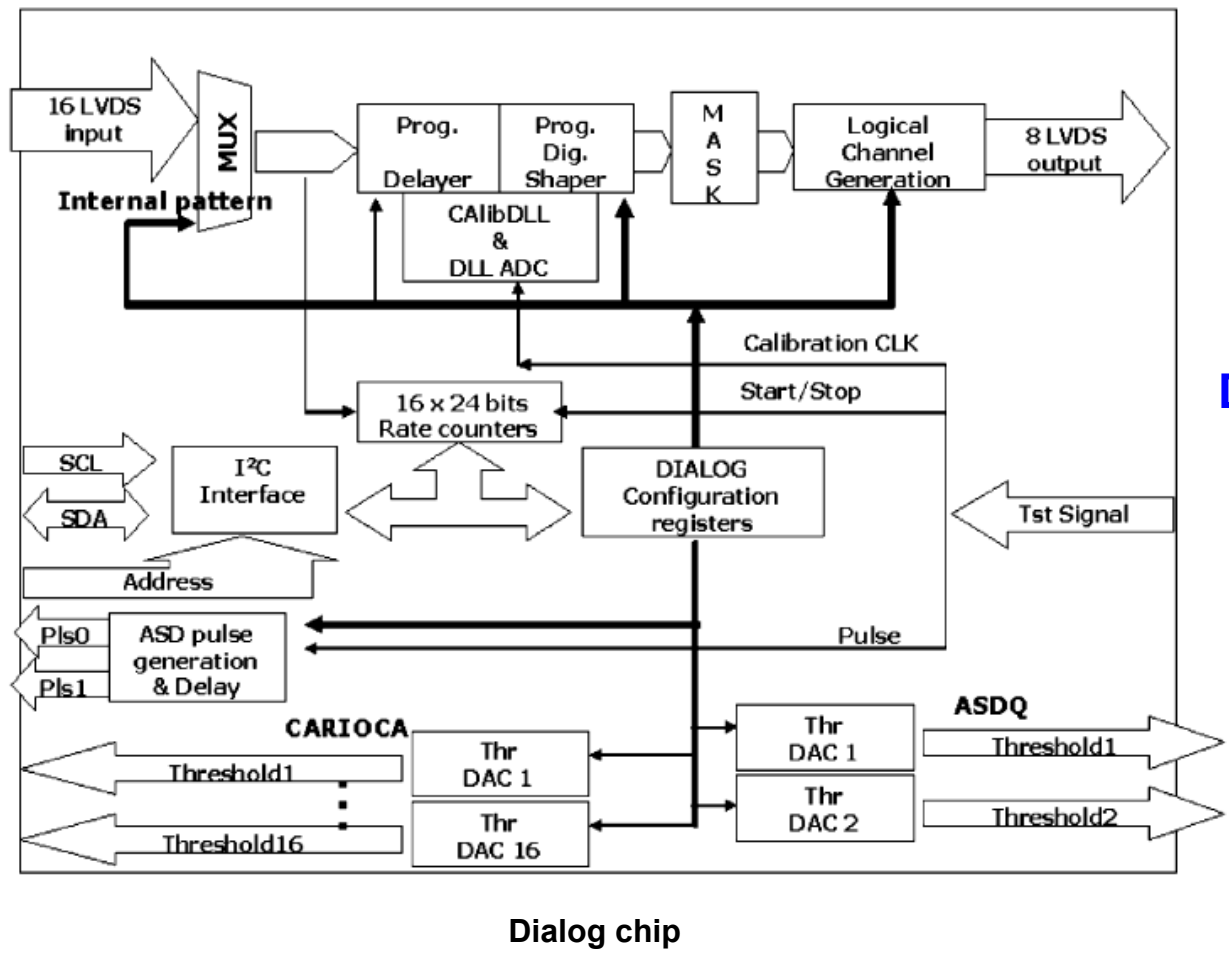 16 LVDS
input
MUX
Internal pattern
Prog.
Delayer
Prog.
Dig.
Shaper
CAlibDLL
&
DLL ADC
M
A
S
K
Logical
Channel
Generation
8 LVDS
output
Calibration CLK
Start/Stop
16 x 24 bits
Rate counters
SCL
SDA
I²C
Interface
Address
DIALOG
Configuration
registers
Tst Signal
Pls0
Pls1
ASD pulse
generation
& Delay
Pulse
CARIOCA
Threshold1
Thr
DAC 1
Threshold16
Thr
DAC 16
ASDQ
Thr
DAC 1
Threshold1
Thr
DAC 2
Threshold2
Dialog chip